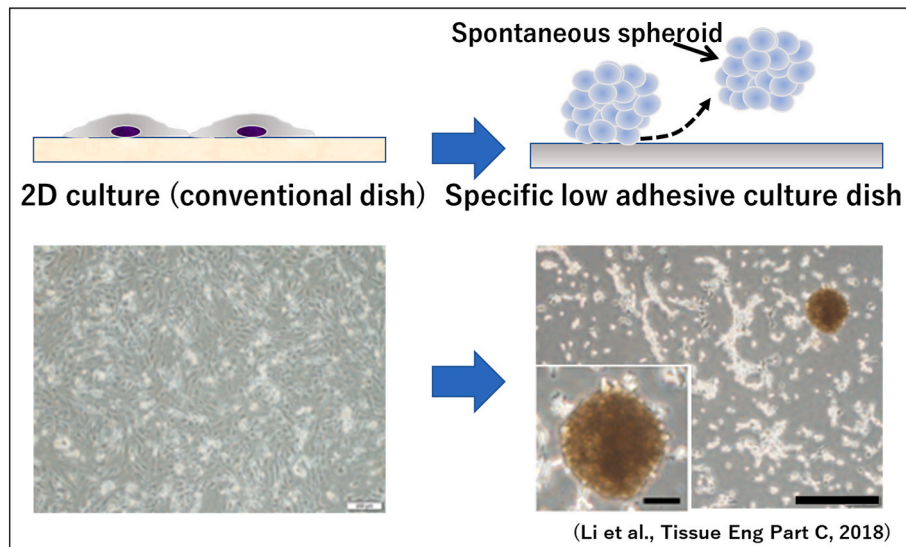 Spontaneous spheroid
2D culture (conventional dish)
Specific low adhesive culture dish
(Li et al., Tissue Eng Part C, 2018)